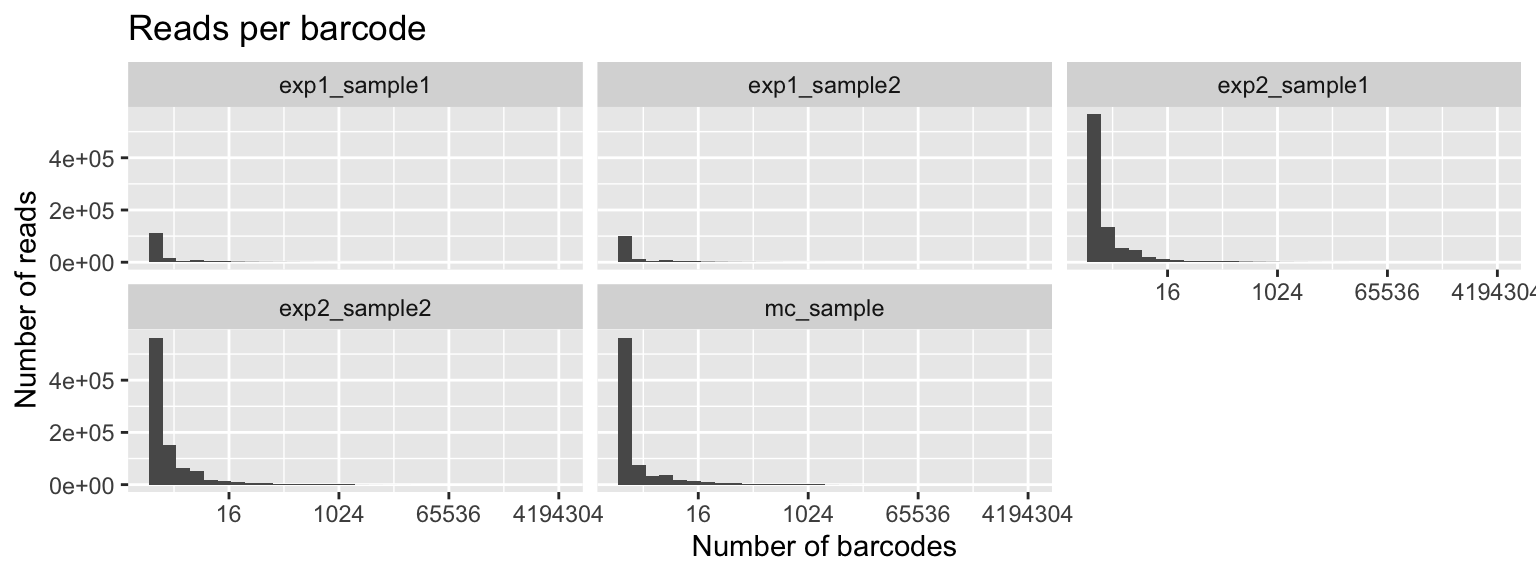 Reads per barcode
exp1_sample1
exp1_sample2
exp2_sample1
4e+05
2e+05
0e+00
16 1024 65536 4194304
exp2_sample2
mc_sample
4e+05
2e+05
0e+00
16 1024 65536 4194304
16 1024 65536 4194304
Number of barcodes
Number of reads